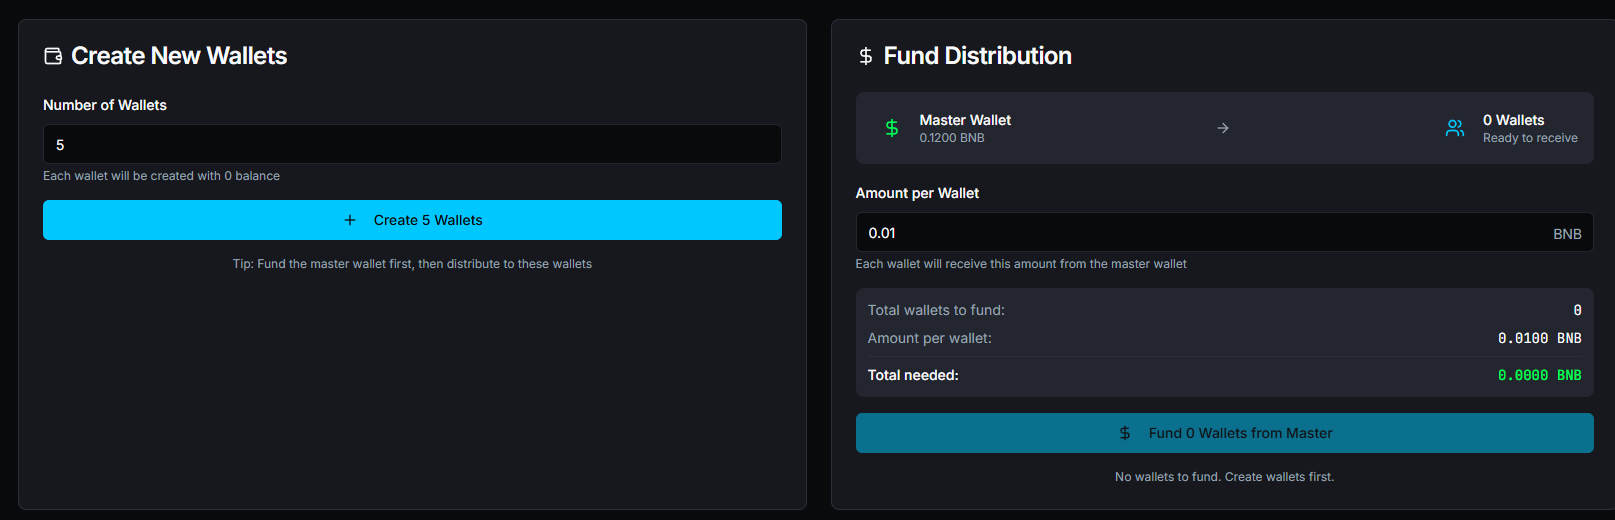 Create New Wallets
Number of Wallets
5
Each wallet will be created with 0 balance
Create 5 Wallets
Tip: Fund the master wallet first, then distribute to these wallets
Fund Distribution
Master Wallet
0.1200 BNB
0 Wallets
Ready to receive
Amount per Wallet
0.01 BNB
Each wallet will receive this amount from the master wallet
Total wallets to fund: 0
Amount per wallet: 0.0100 BNB
Total needed: 0.0000 BNB
Fund 0 Wallets from Master
No wallets to fund. Create wallets first.